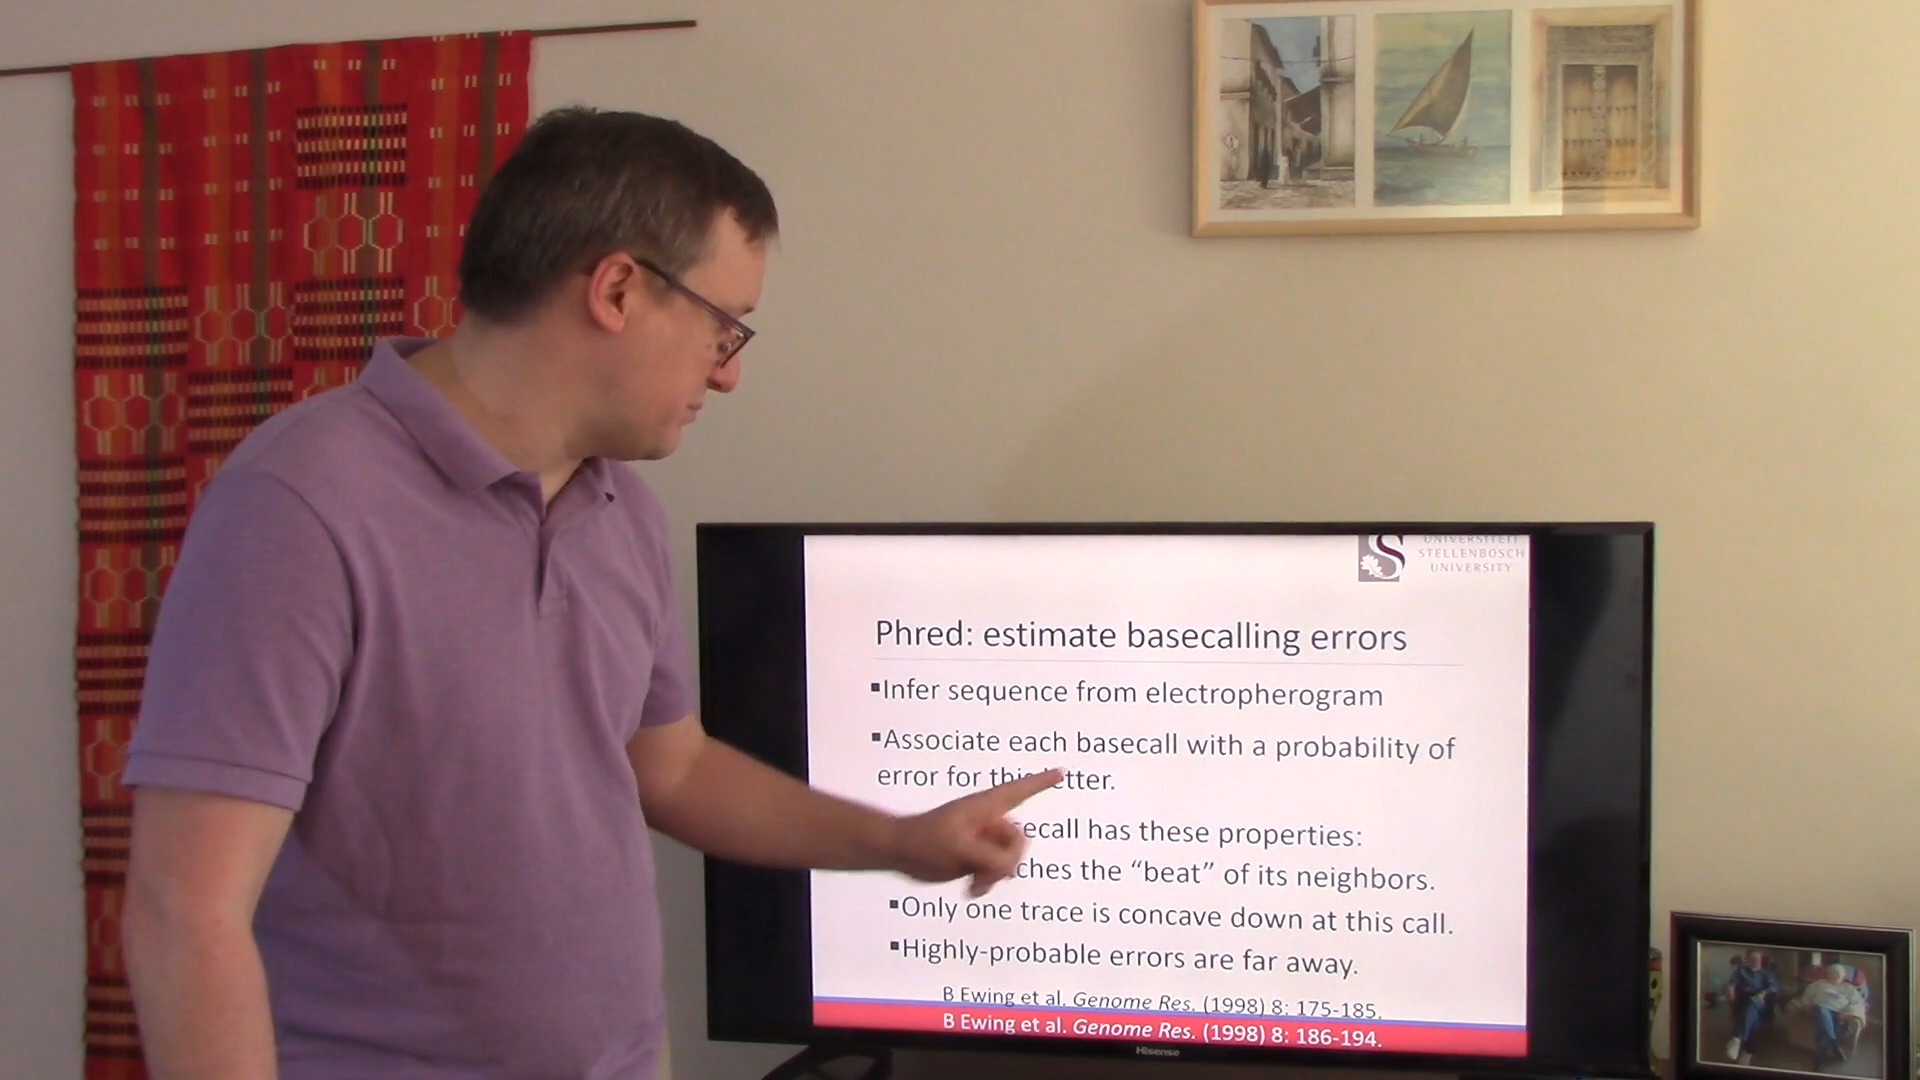 UNIVERSITEIT
STELLENBOSCH
UNIVERSITY
Phred: estimate basecalling errors
▪Infer sequence from electropherogram
▪Associate each basecall with a probability of
error for this letter.
has these properties:
the “beat” of its neighbors.
▪Only one trace is concave down at this call.
▪Highly-probable errors are far away.
B Ewing et al. Genome Res. (1998) 8: 175-185.
B Ewing et al. Genome Res. (1998) 8: 186-194.
Hisense